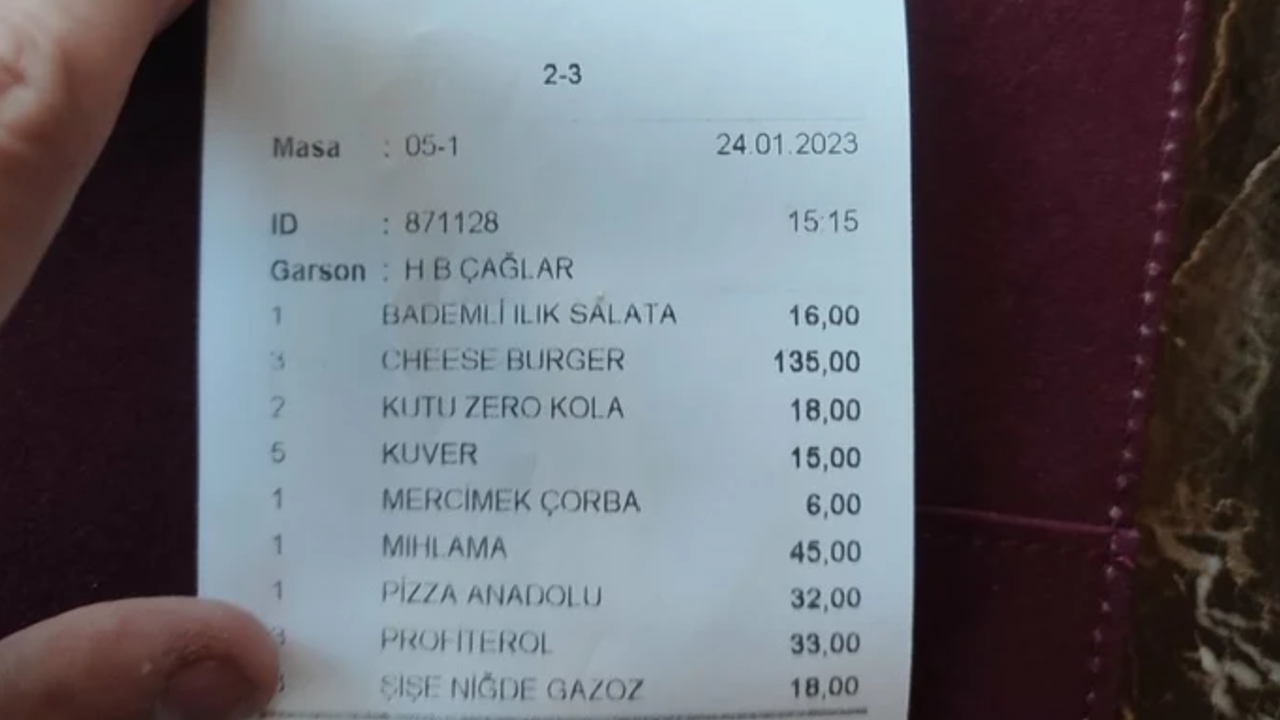 2-3
Masa : 05-1 24.01.2023
ID : 871128 15:15
Garson : H B ÇAĞLAR
1 BADEMLİ ILIK SALATA 16,00
3 CHEESE BURGER 135,00
2 KUTU ZERO KOLA 18,00
5 KUVER 15,00
1 MERCİMEK ÇORBA 6,00
1 MIHLAMA 45,00
1 PİZZA ANADOLU 32,00
3 PROFİTEROL 33,00
ŞİŞE NİĞDE GAZOZ 18,00